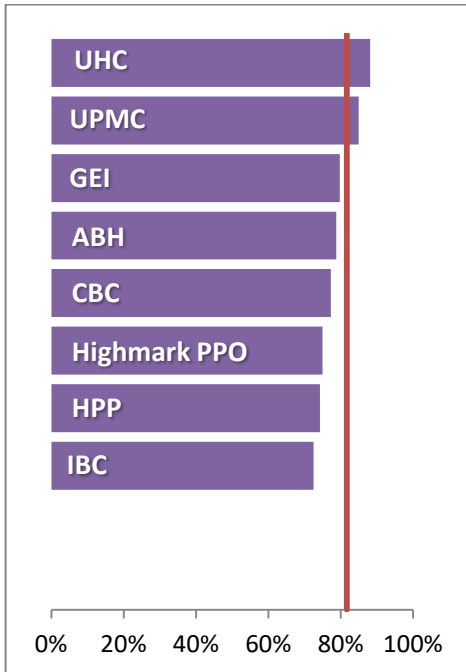 UHC
UPMC
GEI
ABH
CBC
Highmark PPO
HPP
IBC
0% 20% 40% 60% 80% 100%